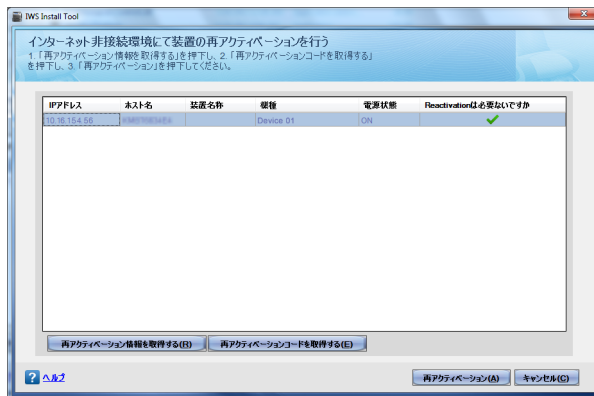 IWS Install Tool
インターネット非接続環境にて装置の再アクティベーションを行う
1.「再アクティベーション情報を取得する」を押下し、2.「再アクティベーションコードを取得する」
を押下し、3.「再アクティベーション」を押下してください。
IPアドレス ホスト名 装置名称 機種 電源状態 Reactivationは必要ないですか
10.16.154.56 Device 01 ON
再アクティベーション情報を取得する(R) 再アクティベーションコードを取得する(E)
ヘルプ 再アクティベーション(A) キャンセル(C)